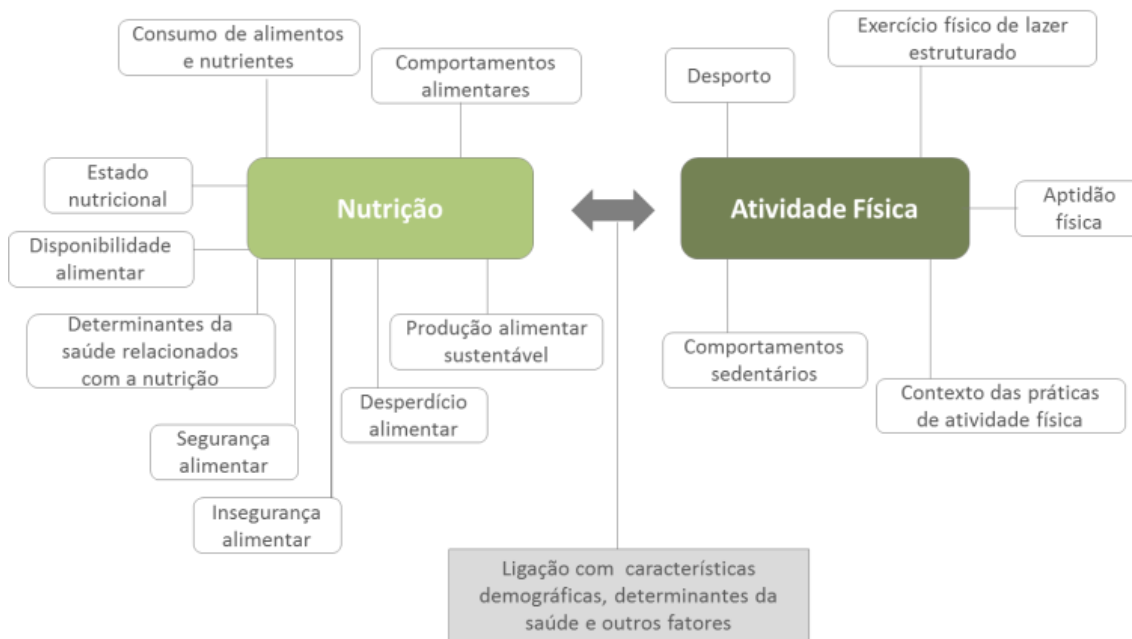 Consumo de alimentos
e nutrientes
Comportamentos
alimentares
Desporto
Exercício físico de lazer
estruturado
Estado
nutricional
Nutrição
Atividade Física
Aptidão
física
Disponibilidade
alimentar
Determinantes da
saúde relacionados
com a nutrição
Produção alimentar
sustentável
Comportamentos
sedentários
Desperdício
alimentar
Contexto das práticas
de atividade física
Segurança
alimentar
Insegurança
alimentar
Ligação com características
demográficas, determinantes da
saúde e outros fatores